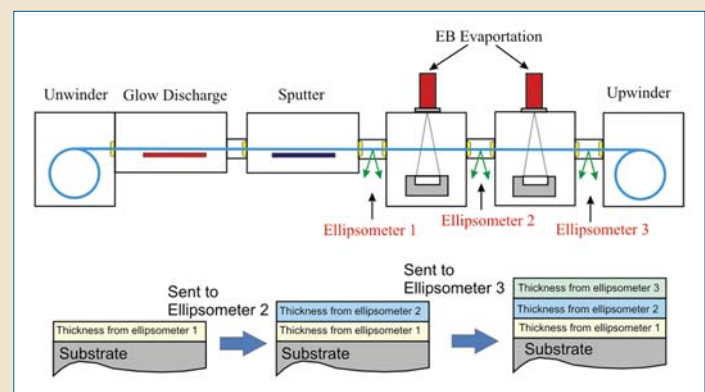 EB Evaportation
Unwinder
Glow Discharge
Sputter
Upwinder
Ellipsometer 1
Ellipsometer 2
Ellipsometer 3
Sent to
Ellipsometer 2
Sent to
Ellipsometer 3
Thickness from ellipsometer 1
Substrate
Thickness from ellipsometer 2
Thickness from ellipsometer 1
Substrate
Thickness from ellipsometer 3
Thickness from ellipsometer 2
Thickness from ellipsometer 1
Substrate